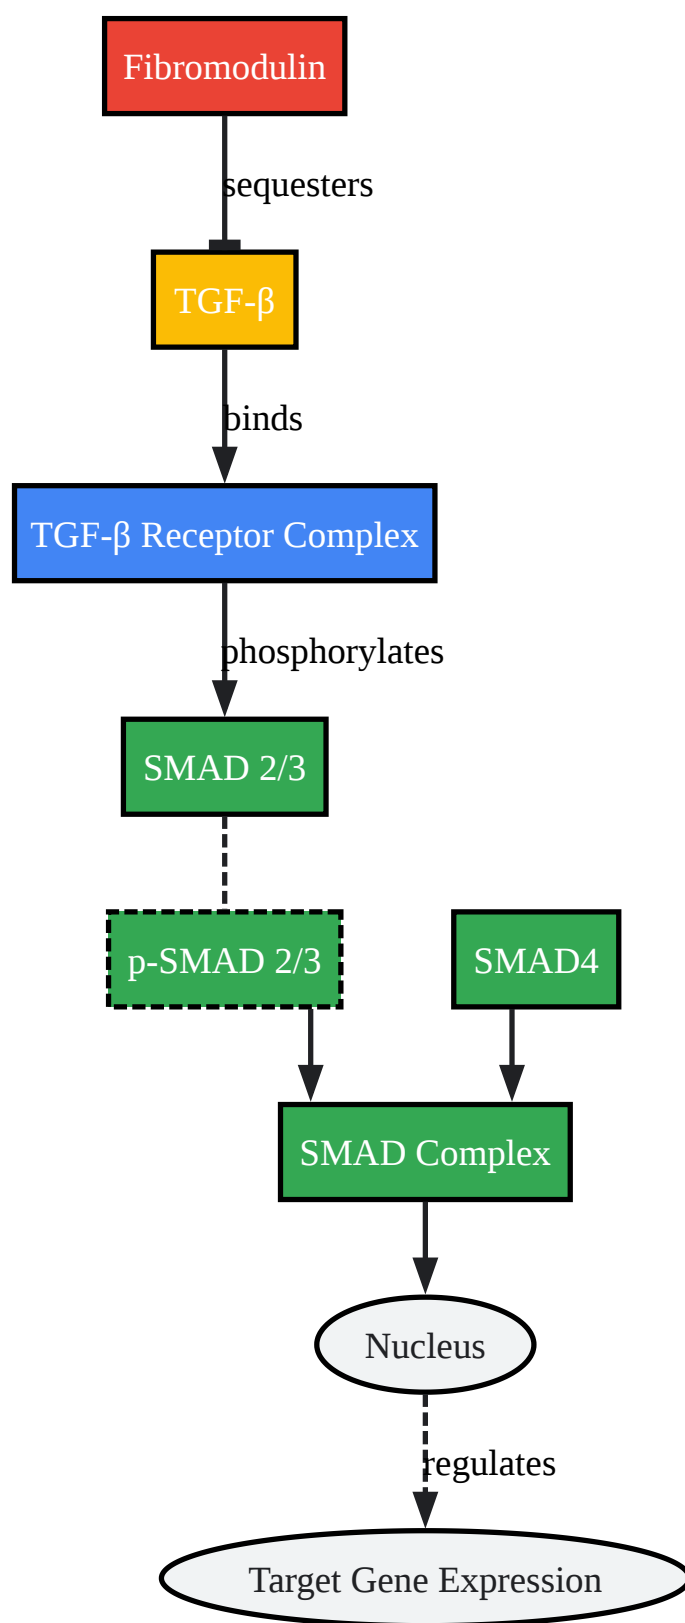 Fibromodulin
sequesters
TGF-β
binds
TGF-β Receptor Complex
phosphorylates
SMAD 2/3
p-SMAD 2/3
SMAD4
SMAD Complex
Nucleus
regulates
Target Gene Expression